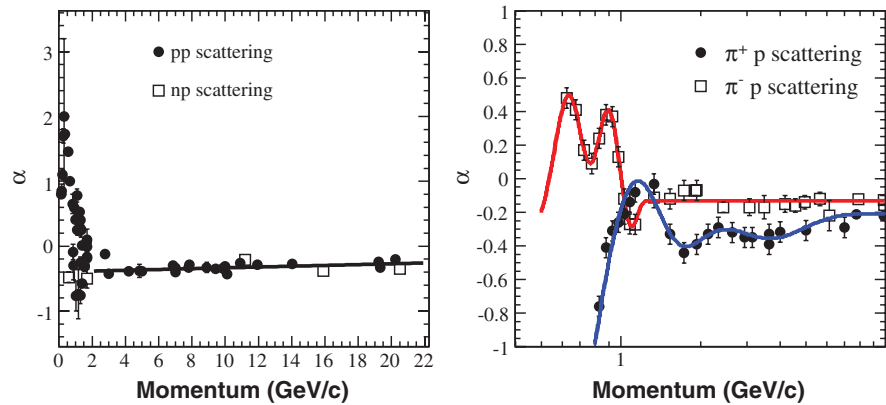 3
2
1
0
-1
α
pp scattering
np scattering
0 2 4 6 8 10 12 14 16 18 20 22
Momentum (GeV/c)
1
0.8
0.6
0.4
0.2
0
-0.2
-0.4
-0.6
-0.8
-1
α
π+ p scattering
π- p scattering
1
Momentum (GeV/c)